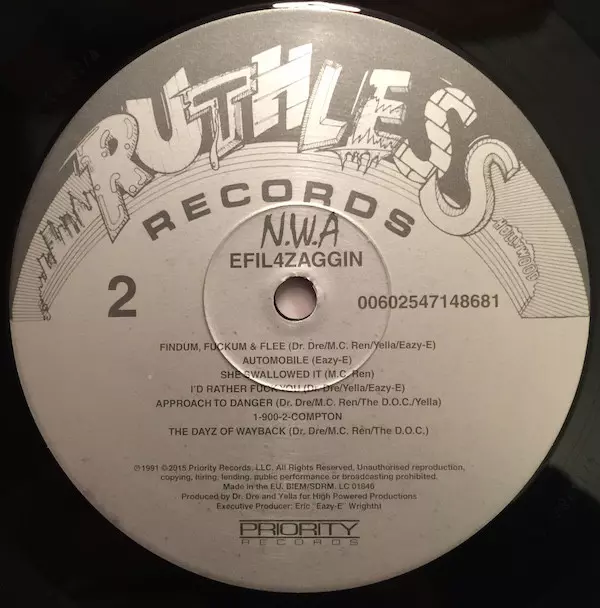 RUTHLESS
HOLLYWOOD
RECORDS
N.W.A
EFIL4ZAGGIN
2
00602547148681
FINDUM, FUCKUM & FLEE (Dr. Dre/M.C. Ren/Yella/Eazy-E)
AUTOMOBILE (Eazy-E)
SHE SWALLOWED IT (M.C. Ren)
I'D RATHER FUCK YOU (Dr. Dre/Yella/Eazy-E)
APPROACH TO DANGER (Dr. Dre/M.C. Ren/The D.O.C./Yella)
1-900-2-COMPTON
THE DAYZ OF WAYBACK (Dr. Dre/M.C. Ren/The D.O.C.)
℗1991 ©2015 Priority Records, LLC. All Rights Reserved. Unauthorised reproduction,
copying, hiring, lending, public performance or broadcasting prohibited.
Made in the EU. BIEM/SDRM. LC 01846
Produced by Dr. Dre and Yella for High Powered Productions
Executive Producer: Eric "Eazy-E" Wrightht
PRIORITY
RECORDS